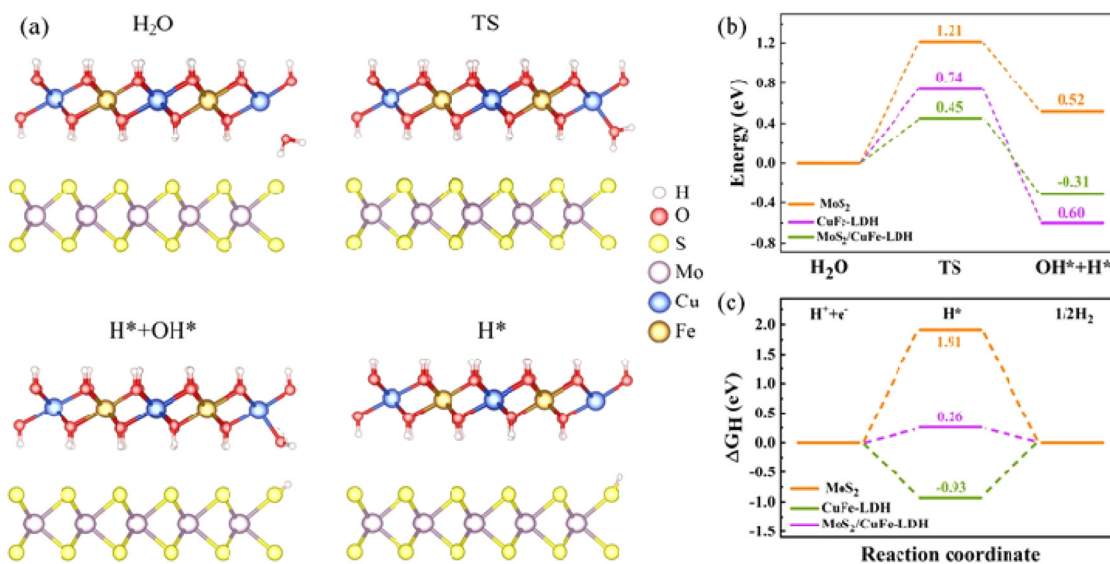 (a)
H₂O
TS
H
O
S
Mo
Cu
Fe
H*+OH*
H*
(b)
Energy (eV)
1.2
0.8
0.4
0.0
-0.4
-0.8
1.21
0.74
0.45
0.52
-0.31
0.60
MoS₂
CuFe-LDH
MoS₂/CuFe-LDH
H₂O
TS
OH*+H*
(c)
H⁺+e⁻
H*
1/2H₂
ΔG_H (eV)
2.0
1.5
1.0
0.5
0.0
-0.5
-1.0
-1.5
1.91
0.26
-0.93
MoS₂
CuFe-LDH
MoS₂/CuFe-LDH
Reaction coordinate